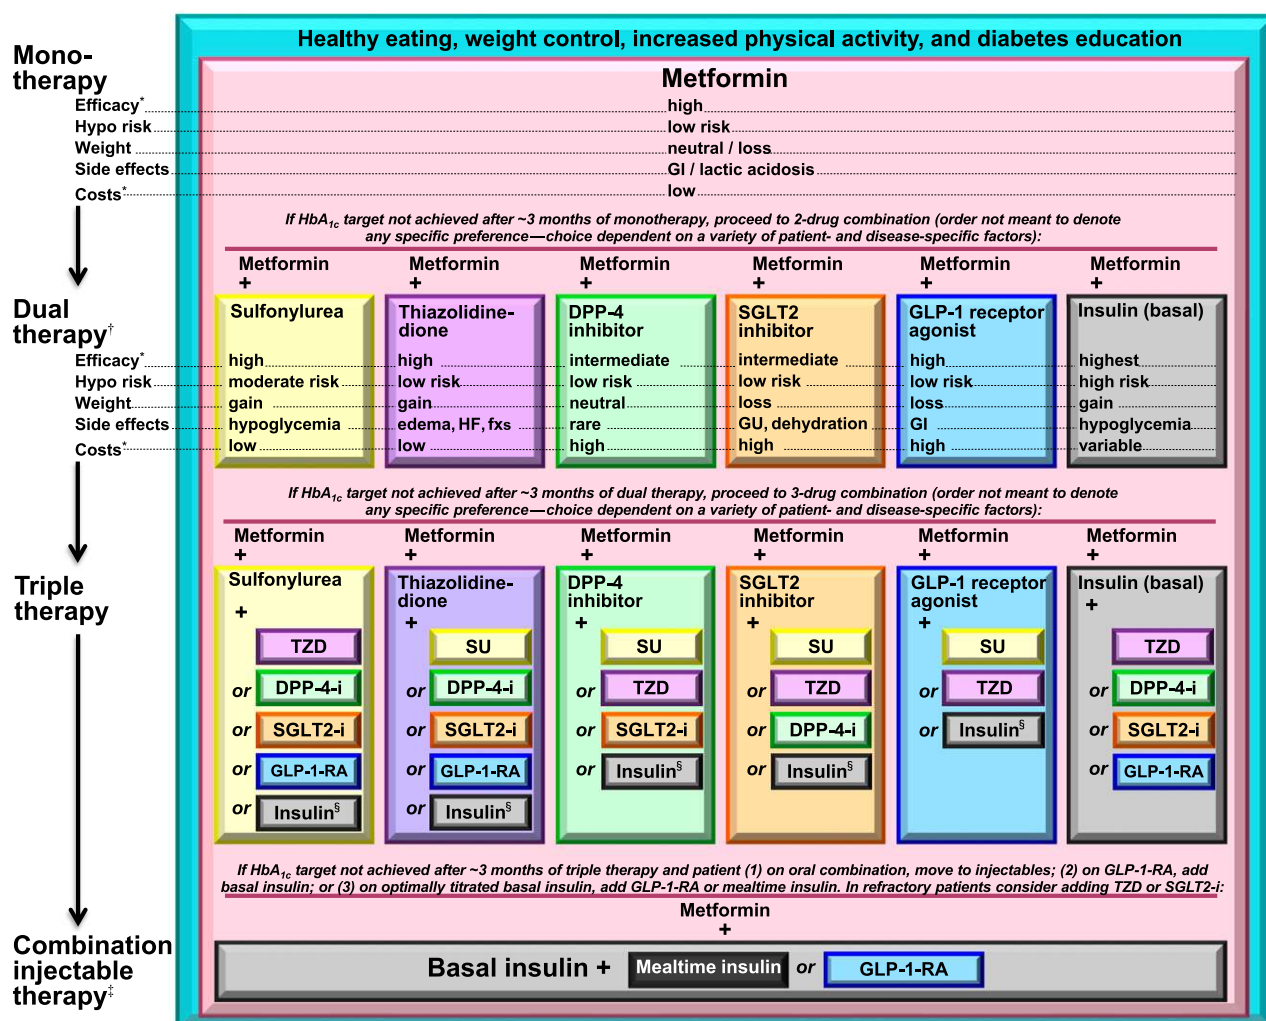 Healthy eating, weight control, increased physical activity, and diabetes education
Mono-
therapy
Metformin
Efficacy* high
Hypo risk low risk
Weight neutral / loss
Side effects GI / lactic acidosis
Costs* low
If HbA1c target not achieved after ~3 months of monotherapy, proceed to 2-drug combination (order not meant to denote
any specific preference—choice dependent on a variety of patient- and disease-specific factors):
Metformin Metformin Metformin Metformin Metformin Metformin
+ + + + + +
Dual
therapy†
Sulfonylurea Thiazolidine- DPP-4 SGLT2 GLP-1 receptor Insulin (basal)
dione inhibitor inhibitor agonist
Efficacy* high high intermediate intermediate high highest
Hypo risk moderate risk low risk low risk low risk low risk high risk
Weight gain gain neutral loss loss gain
Side effects hypoglycemia edema, HF, fxs rare GU, dehydration GI hypoglycemia
Costs* low low high high high variable
If HbA1c target not achieved after ~3 months of dual therapy, proceed to 3-drug combination (order not meant to denote
any specific preference—choice dependent on a variety of patient- and disease-specific factors):
Metformin Metformin Metformin Metformin Metformin Metformin
+ + + + + +
Triple
therapy
Sulfonylurea Thiazolidine- DPP-4 SGLT2 GLP-1 receptor Insulin (basal)
dione inhibitor inhibitor agonist
+ + + + + +
TZD SU SU SU SU TZD
or DPP-4-i or DPP-4-i or TZD or TZD or TZD or DPP-4-i
or SGLT2-i or SGLT2-i or SGLT2-i or DPP-4-i or Insulin§ or SGLT2-i
or GLP-1-RA or GLP-1-RA or Insulin§ or Insulin§ or GLP-1-RA
or Insulin§ or Insulin§
If HbA1c target not achieved after ~3 months of triple therapy and patient (1) on oral combination, move to injectables; (2) on GLP-1-RA, add
basal insulin; or (3) on optimally titrated basal insulin, add GLP-1-RA or mealtime insulin. In refractory patients consider adding TZD or SGLT2-i:
Metformin
+
Combination
injectable
therapy‡
Basal insulin + Mealtime insulin or GLP-1-RA